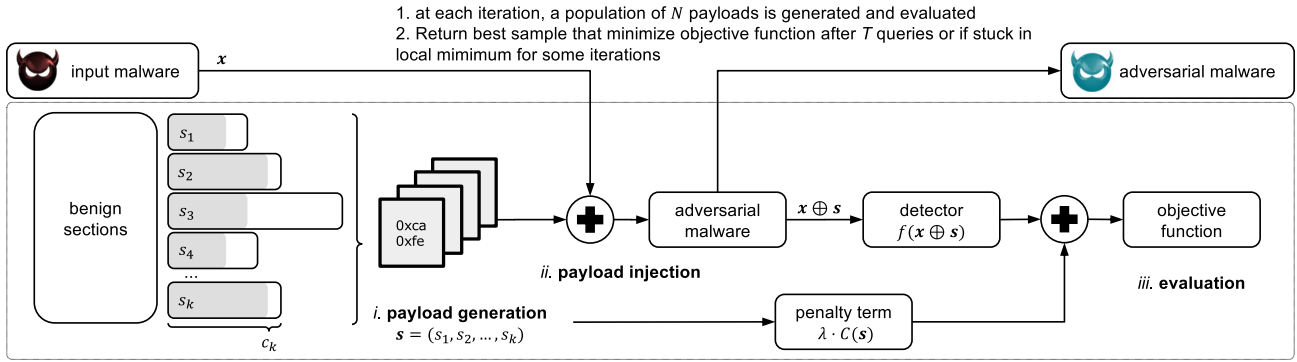 1. at each iteration, a population of N payloads is generated and evaluated
2. Return best sample that minimize objective function after T queries or if stuck in
local mimimum for some iterations
input malware
x
adversarial malware
benign
sections
s₁
s₂
s₃
s₄
...
sₖ
cₖ
0xca
0xfe
i. payload generation
s = (s₁, s₂, ..., sₖ)
ii. payload injection
adversarial
malware
x ⊕ s
detector
f(x ⊕ s)
penalty term
λ · C(s)
objective
function
iii. evaluation